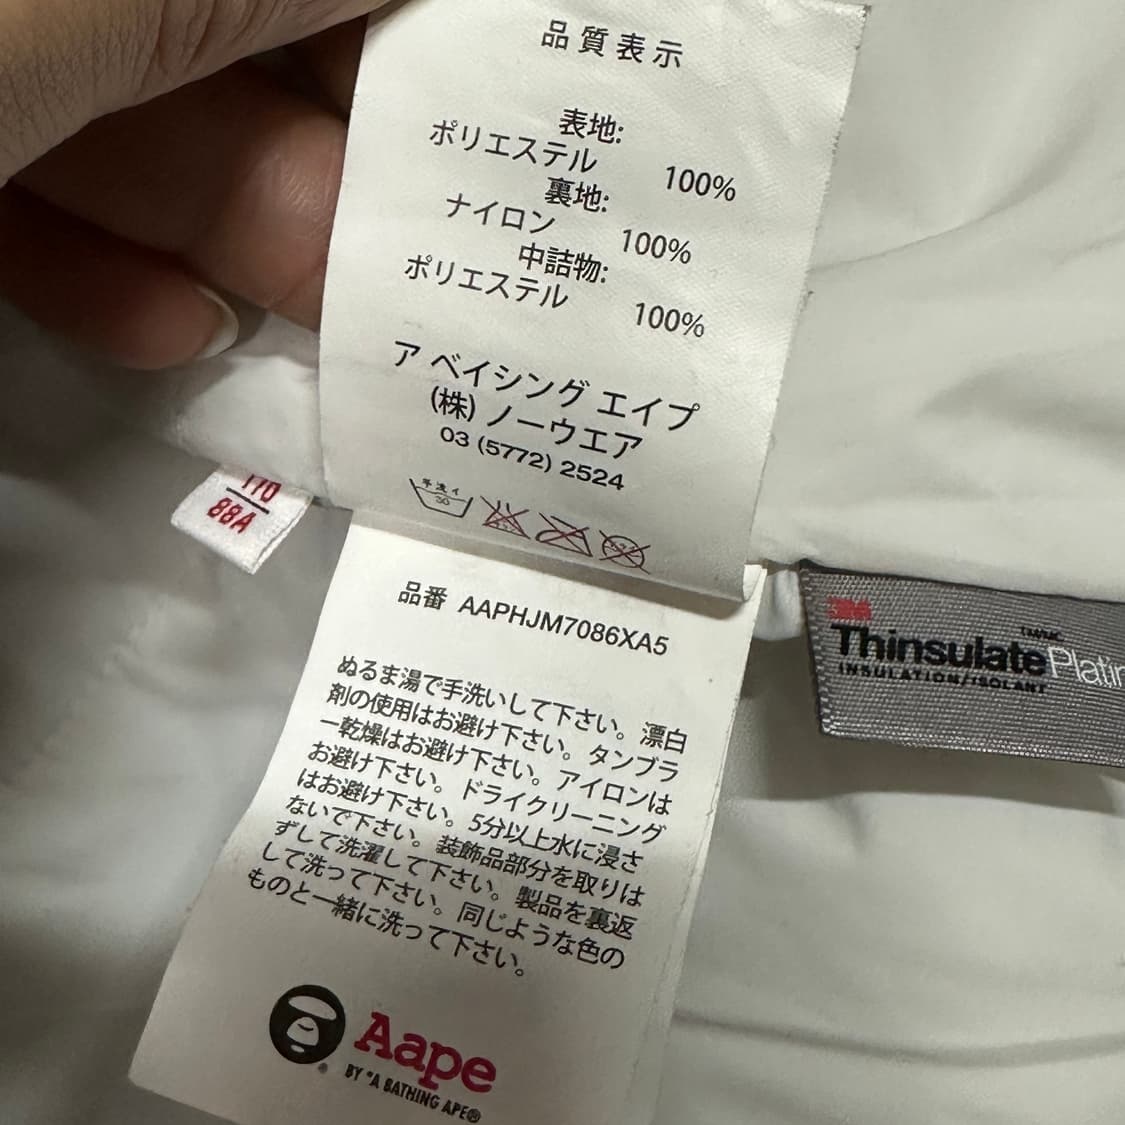 品質表示
表地:
ポリエステル 100%
裏地:
ナイロン 100%
中詰物:
ポリエステル 100%
ア ベイシング エイプ
(株) ノーウエア
03 (5772) 2524
手洗イ
30
170
88A
品番 AAPHJM7086XA5
ぬるま湯で手洗いして下さい。漂白
剤の使用はお避け下さい。タンブラ
ー乾燥はお避け下さい。アイロンは
お避け下さい。ドライクリーニング
はお避け下さい。5分以上水に浸さ
ないで下さい。装飾品部分を取りは
ずして洗濯して下さい。製品を裏返
して洗って下さい。同じような色の
ものと一緒に洗って下さい。
Aape
BY *A BATHING APE®
3M
Thinsulate
INSULATION/ISOLANT